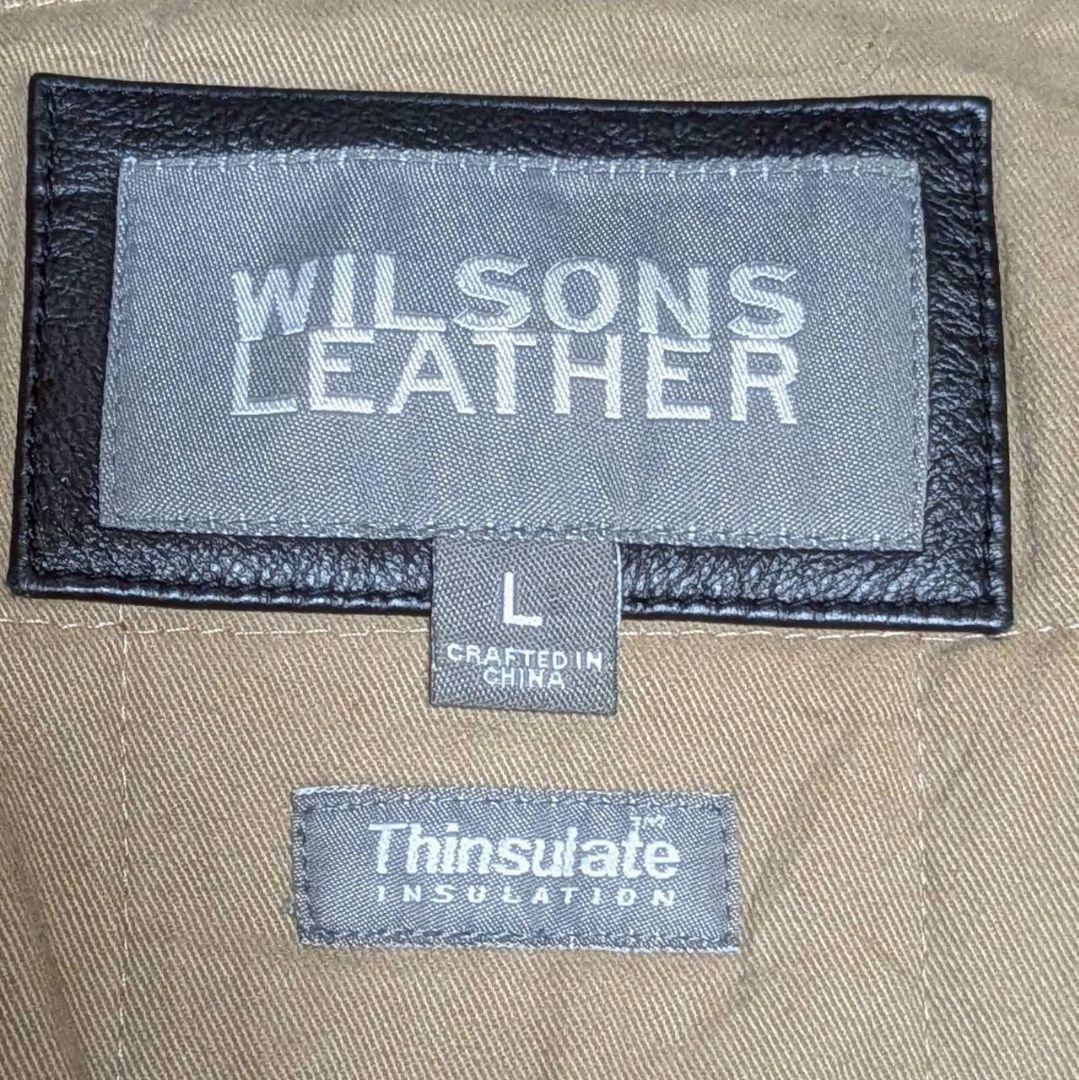 WILSONS
LEATHER
L
CRAFTED IN
CHINA
Thinsulate™
INSULATION